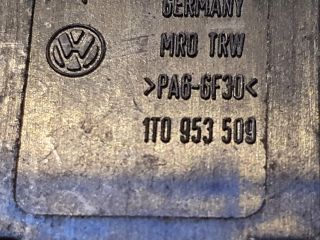 GERMANY
MRO TRW
>PA6-GF30<
1T0 953 509